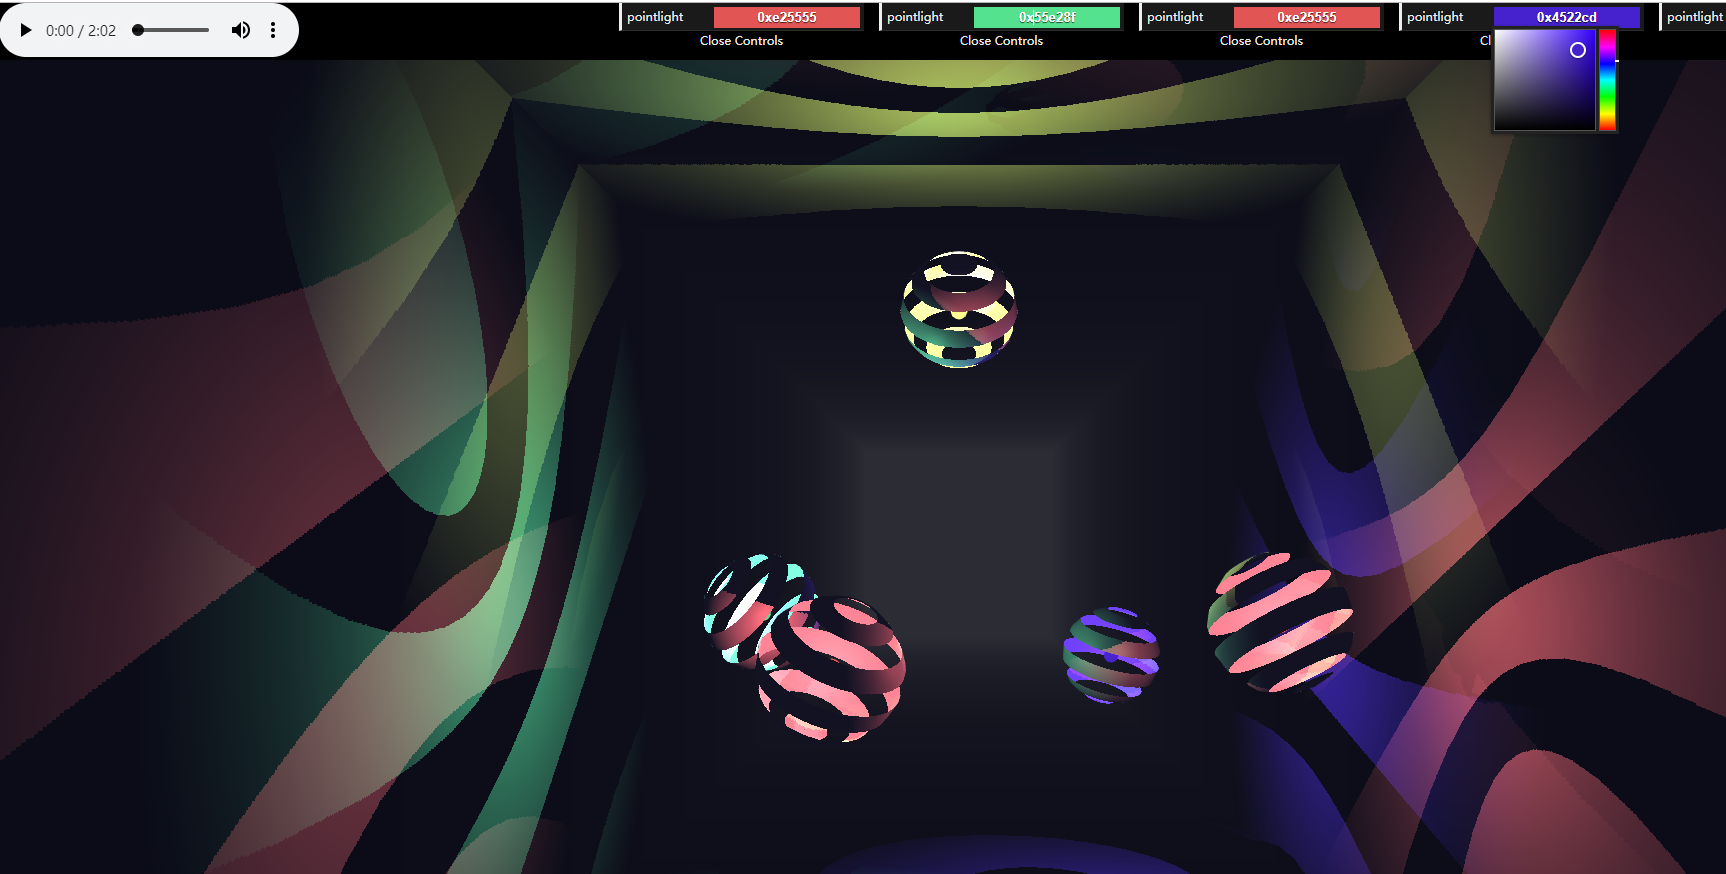 0:00 / 2:02
pointlight 0xe25555
Close Controls
pointlight 0x55e28f
Close Controls
pointlight 0xe25555
Close Controls
pointlight 0x4522cd
Cl
pointlight